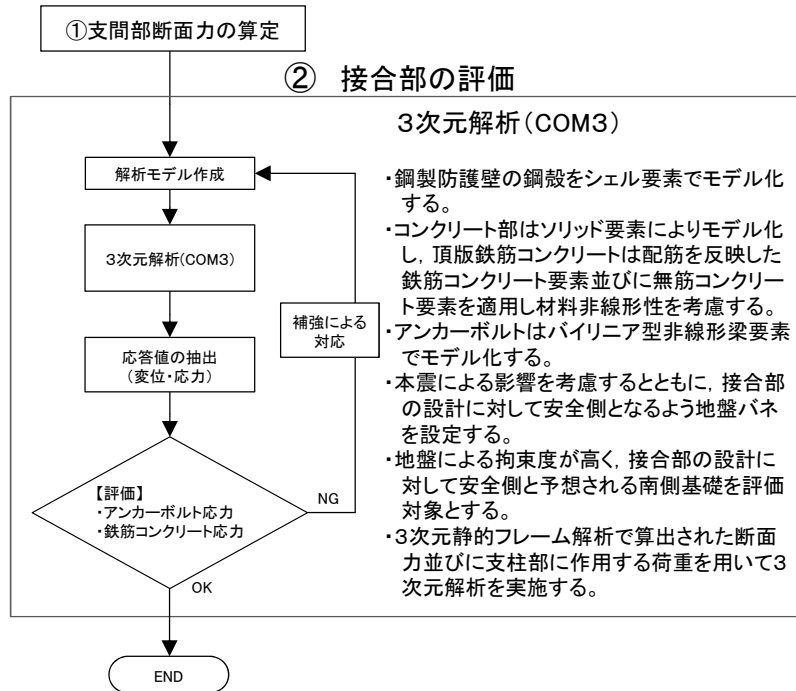 ①支間部断面力の算定
② 接合部の評価
解析モデル作成
3次元解析(COM3)
応答値の抽出
(変位・応力)
【評価】
・アンカーボルト応力
・鉄筋コンクリート応力
NG
補強による
対応
OK
END
3次元解析(COM3)
・鋼製防護壁の鋼殻をシェル要素でモデル化
する。
・コンクリート部はソリッド要素によりモデル化
し，頂版鉄筋コンクリートは配筋を反映した
鉄筋コンクリート要素並びに無筋コンクリー
ト要素を適用し材料非線形性を考慮する。
・アンカーボルトはバイリニア型非線形梁要素
でモデル化する。
・本震による影響を考慮するとともに，接合部
の設計に対して安全側となるよう地盤バネ
を設定する。
・地盤による拘束度が高く，接合部の設計に
対して安全側と予想される南側基礎を評価
対象とする。
・3次元静的フレーム解析で算出された断面
力並びに支柱部に作用する荷重を用いて3
次元解析を実施する。